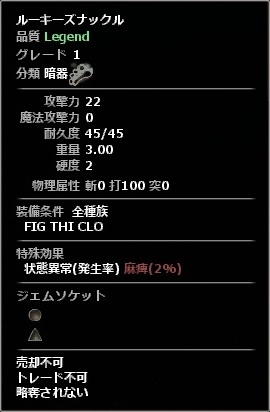 ルーキーズナックル
品質 Legend
グレード 1
分類 暗器
攻撃力 22
魔法攻撃力 0
耐久度 45/45
重量 3.00
硬度 2
物理属性 斬0 打100 突0
装備条件 全種族
FIG THI CLO
特殊効果
状態異常(発生率) 麻痺(2%)
ジェムソケット
売却不可
トレード不可
略奪されない